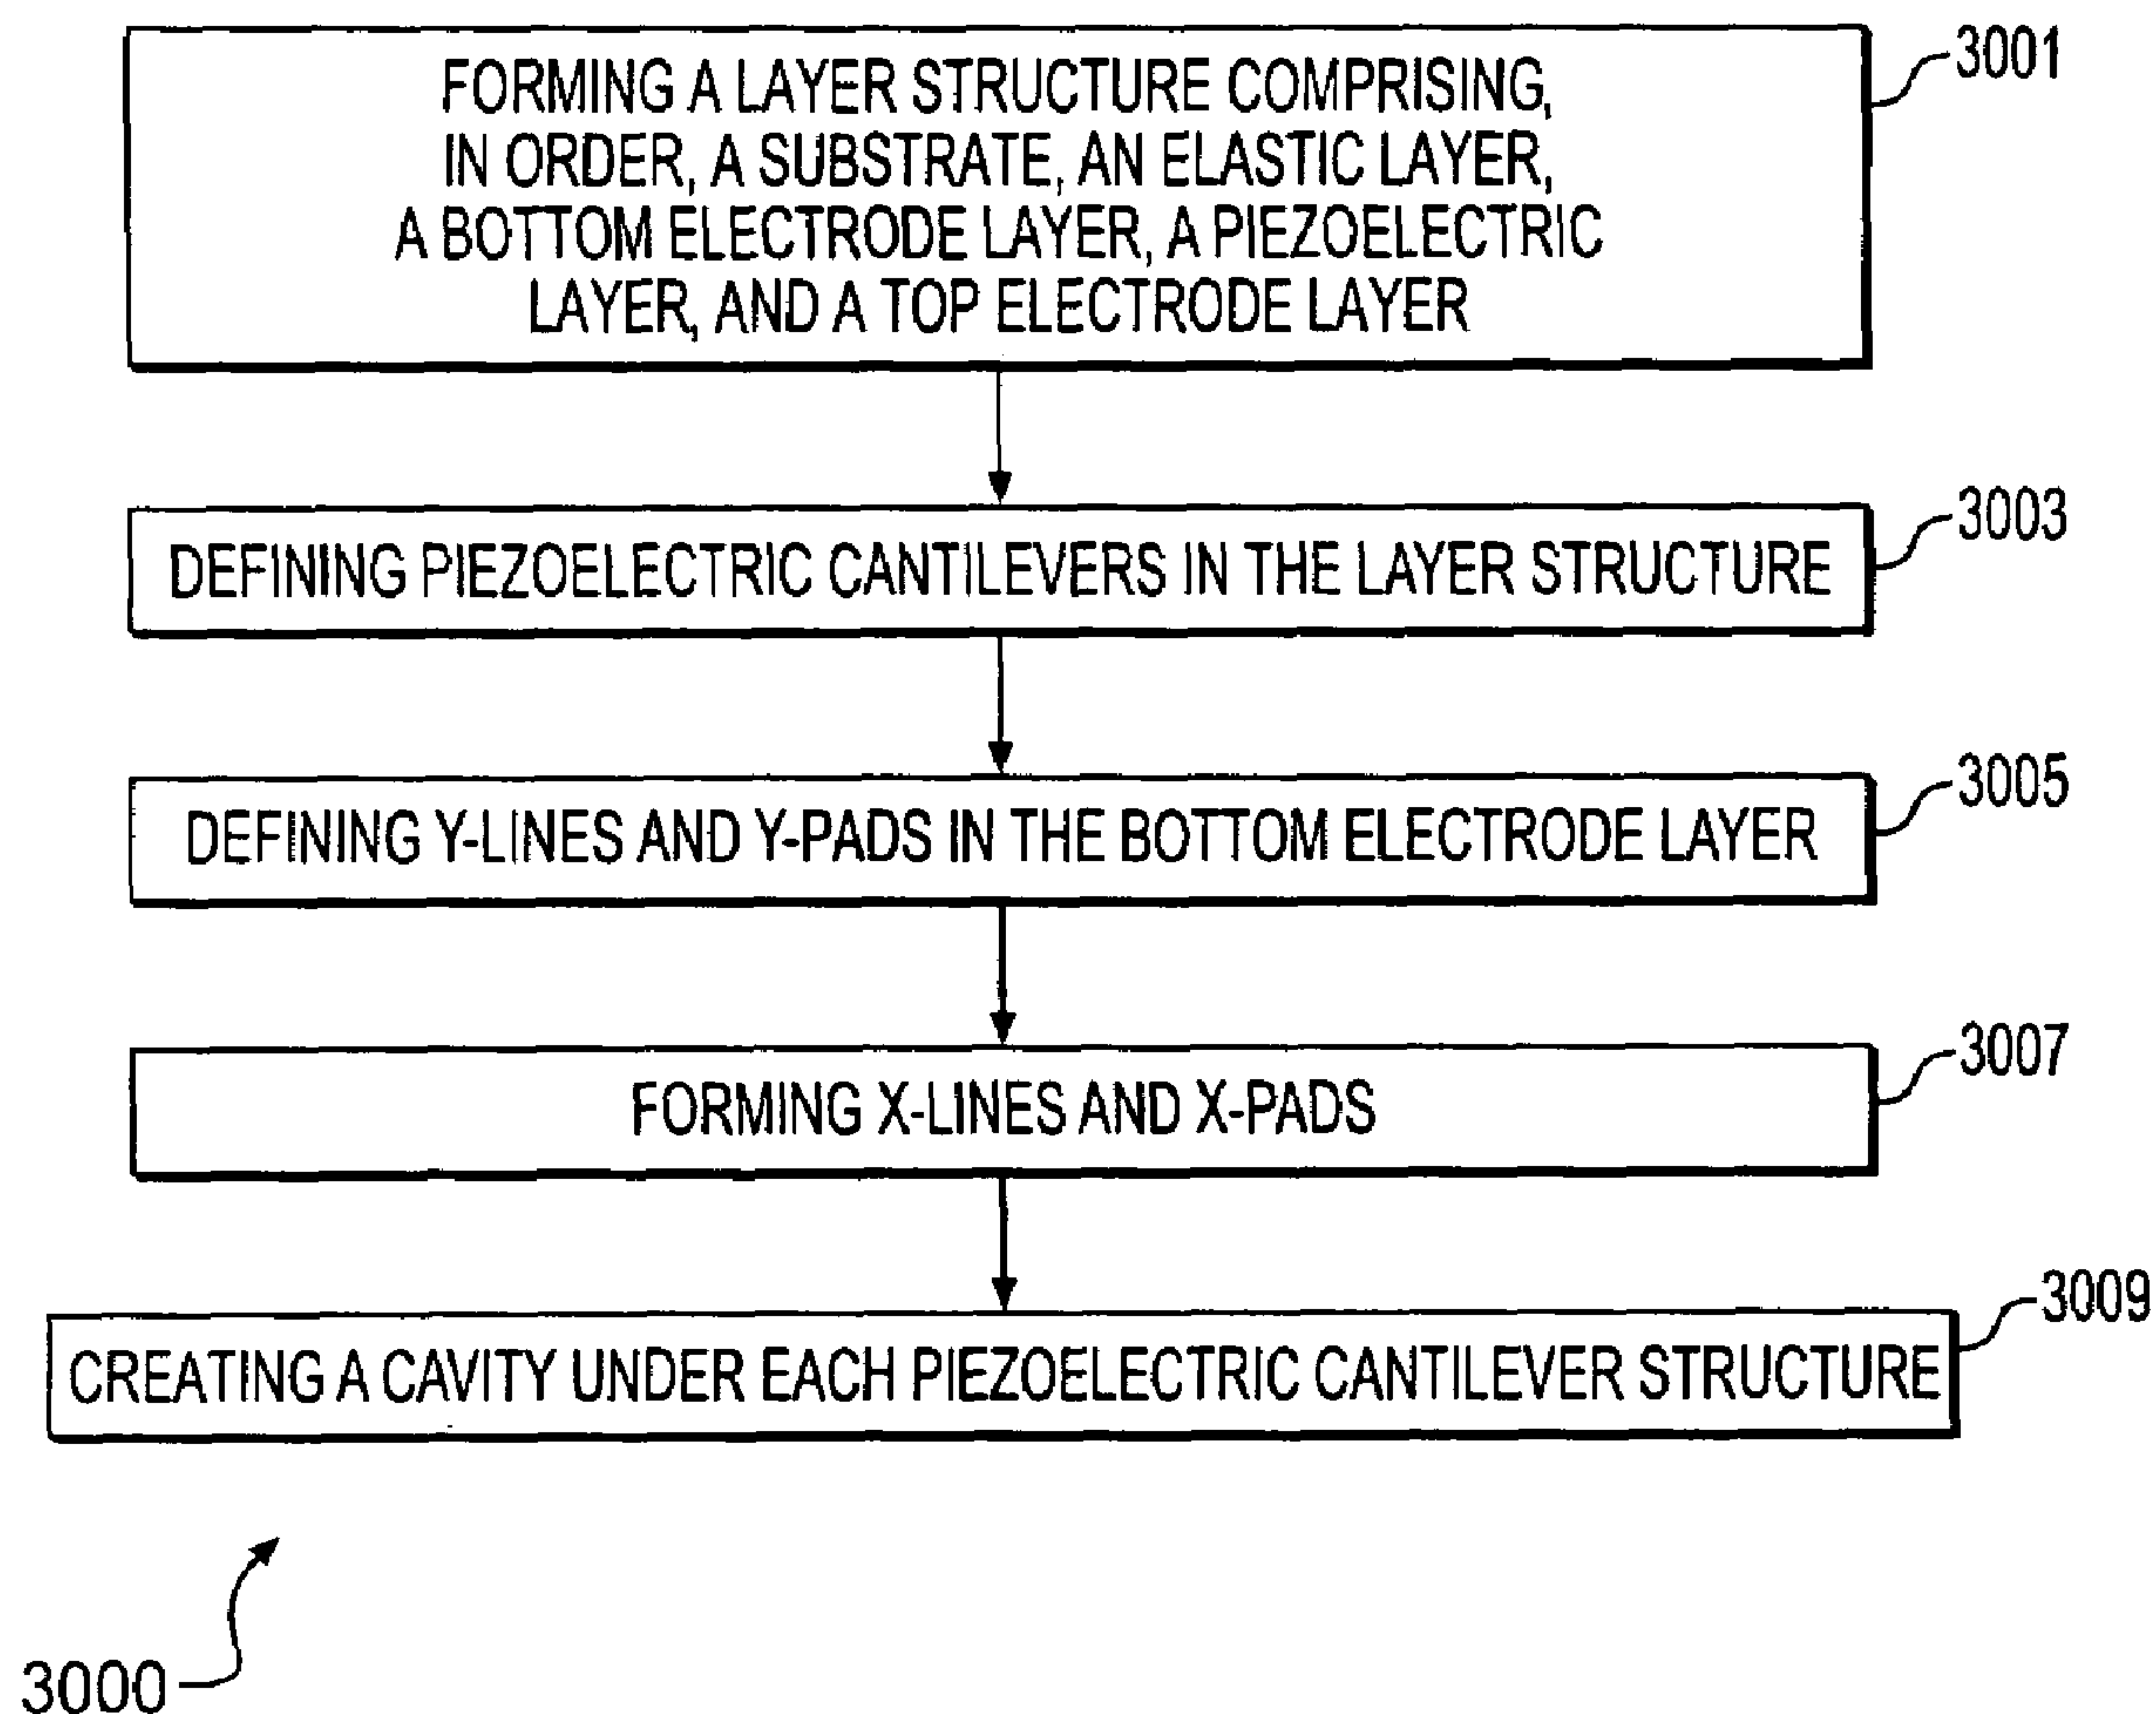 FORMING A LAYER STRUCTURE COMPRISING,
IN ORDER, A SUBSTRATE, AN ELASTIC LAYER,
A BOTTOM ELECTRODE LAYER, A PIEZOELECTRIC
LAYER, AND A TOP ELECTRODE LAYER
3001
DEFINING PIEZOELECTRIC CANTILEVERS IN THE LAYER STRUCTURE
3003
DEFINING Y-LINES AND Y-PADS IN THE BOTTOM ELECTRODE LAYER
3005
FORMING X-LINES AND X-PADS
3007
CREATING A CAVITY UNDER EACH PIEZOELECTRIC CANTILEVER STRUCTURE
3009
3000